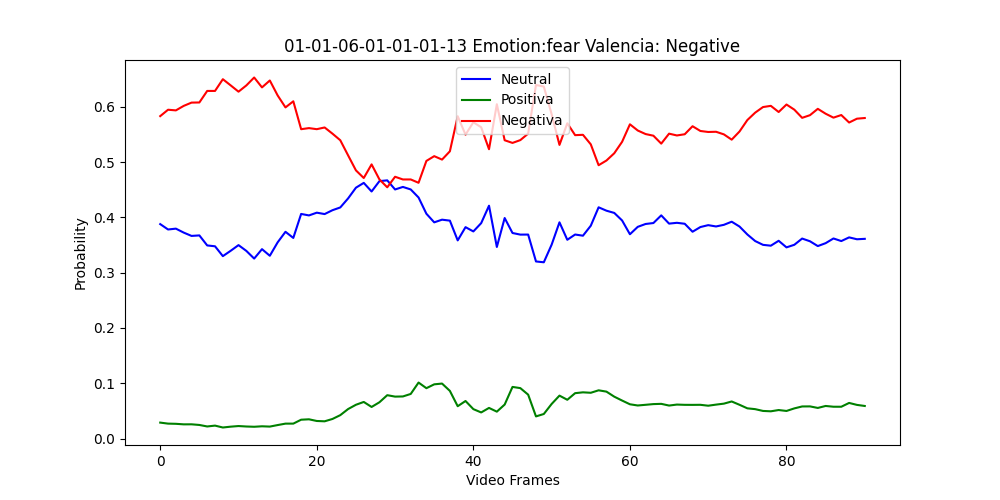 01-01-06-01-01-01-13 Emotion:fear Valencia: Negative
Neutral
Positiva
Negativa
Probability
0.6
0.5
0.4
0.3
0.2
0.1
0.0
0 20 40 60 80
Video Frames